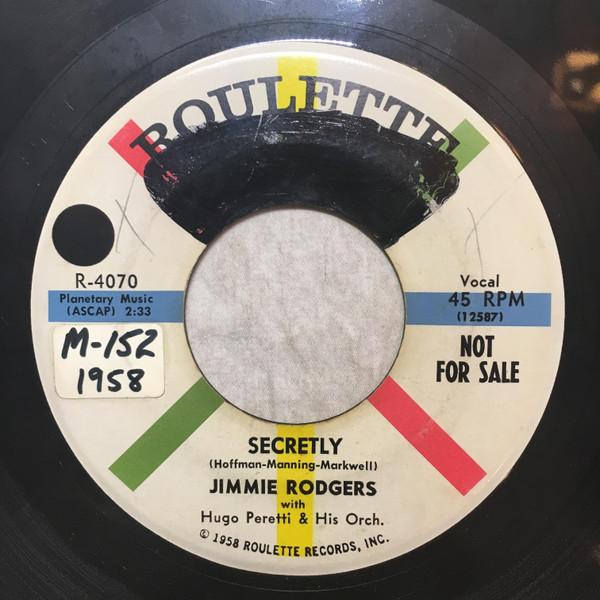 ROULETTE
R-4070
Planetary Music
(ASCAP) 2:33
M-152
1958
Vocal
45 RPM
(12587)
NOT
FOR SALE
SECRETLY
(Hoffman-Manning-Markwell)
JIMMIE RODGERS
with
Hugo Peretti & His Orch.
© 1958 ROULETTE RECORDS, INC.